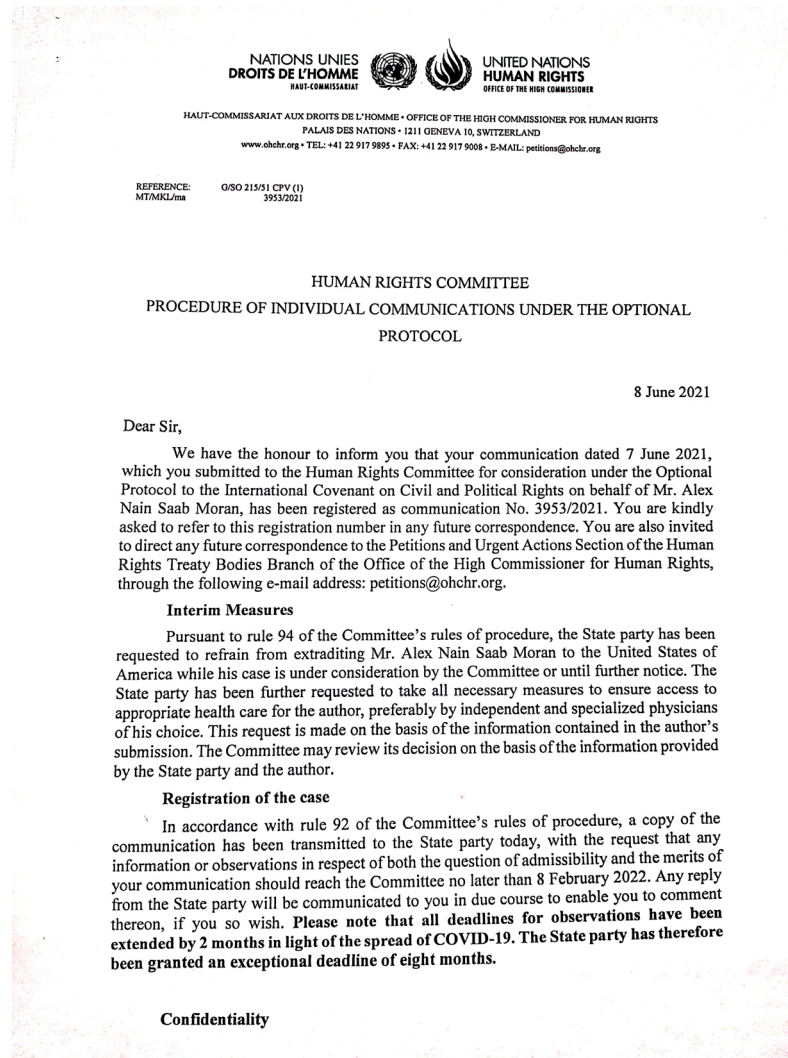 NATIONS UNIES
DROITS DE L'HOMME
HAUT-COMMISSARIAT
UNITED NATIONS
HUMAN RIGHTS
OFFICE OF THE HIGH COMMISSIONER
HAUT-COMMISSARIAT AUX DROITS DE L'HOMME • OFFICE OF THE HIGH COMMISSIONER FOR HUMAN RIGHTS
PALAIS DES NATIONS • 1211 GENEVA 10, SWITZERLAND
www.ohchr.org • TEL: +41 22 917 9895 • FAX: +41 22 917 9008 • E-MAIL: petitions@ohchr.org
REFERENCE: G/SO 215/51 CPV (1)
MT/MKL/ma 3953/2021
HUMAN RIGHTS COMMITTEE
PROCEDURE OF INDIVIDUAL COMMUNICATIONS UNDER THE OPTIONAL
PROTOCOL
8 June 2021
Dear Sir,
We have the honour to inform you that your communication dated 7 June 2021,
which you submitted to the Human Rights Committee for consideration under the Optional
Protocol to the International Covenant on Civil and Political Rights on behalf of Mr. Alex
Nain Saab Moran, has been registered as communication No. 3953/2021. You are kindly
asked to refer to this registration number in any future correspondence. You are also invited
to direct any future correspondence to the Petitions and Urgent Actions Section of the Human
Rights Treaty Bodies Branch of the Office of the High Commissioner for Human Rights,
through the following e-mail address: petitions@ohchr.org.
Interim Measures
Pursuant to rule 94 of the Committee's rules of procedure, the State party has been
requested to refrain from extraditing Mr. Alex Nain Saab Moran to the United States of
America while his case is under consideration by the Committee or until further notice. The
State party has been further requested to take all necessary measures to ensure access to
appropriate health care for the author, preferably by independent and specialized physicians
of his choice. This request is made on the basis of the information contained in the author's
submission. The Committee may review its decision on the basis of the information provided
by the State party and the author.
Registration of the case
In accordance with rule 92 of the Committee's rules of procedure, a copy of the
communication has been transmitted to the State party today, with the request that any
information or observations in respect of both the question of admissibility and the merits of
your communication should reach the Committee no later than 8 February 2022. Any reply
from the State party will be communicated to you in due course to enable you to comment
thereon, if you so wish. Please note that all deadlines for observations have been
extended by 2 months in light of the spread of COVID-19. The State party has therefore
been granted an exceptional deadline of eight months.
Confidentiality